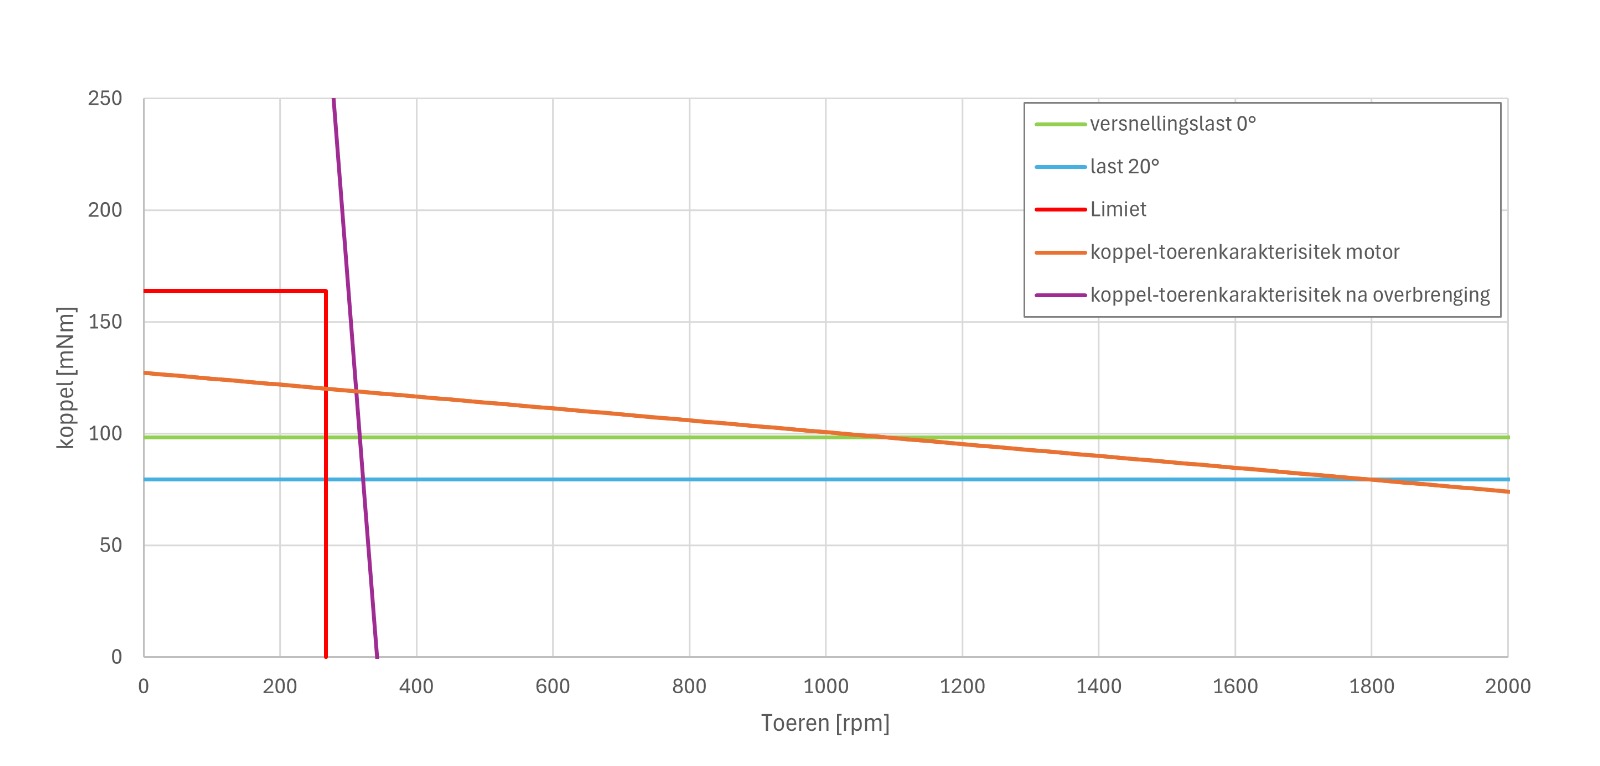 250
200
150
100
50
0
koppel [mNm]
0 200 400 600 800 1000 1200 1400 1600 1800 2000
Toeren [rpm]
versnellingslast 0°
last 20°
Limiet
koppel-toerenkarakterisitek motor
koppel-toerenkarakterisitek na overbrenging